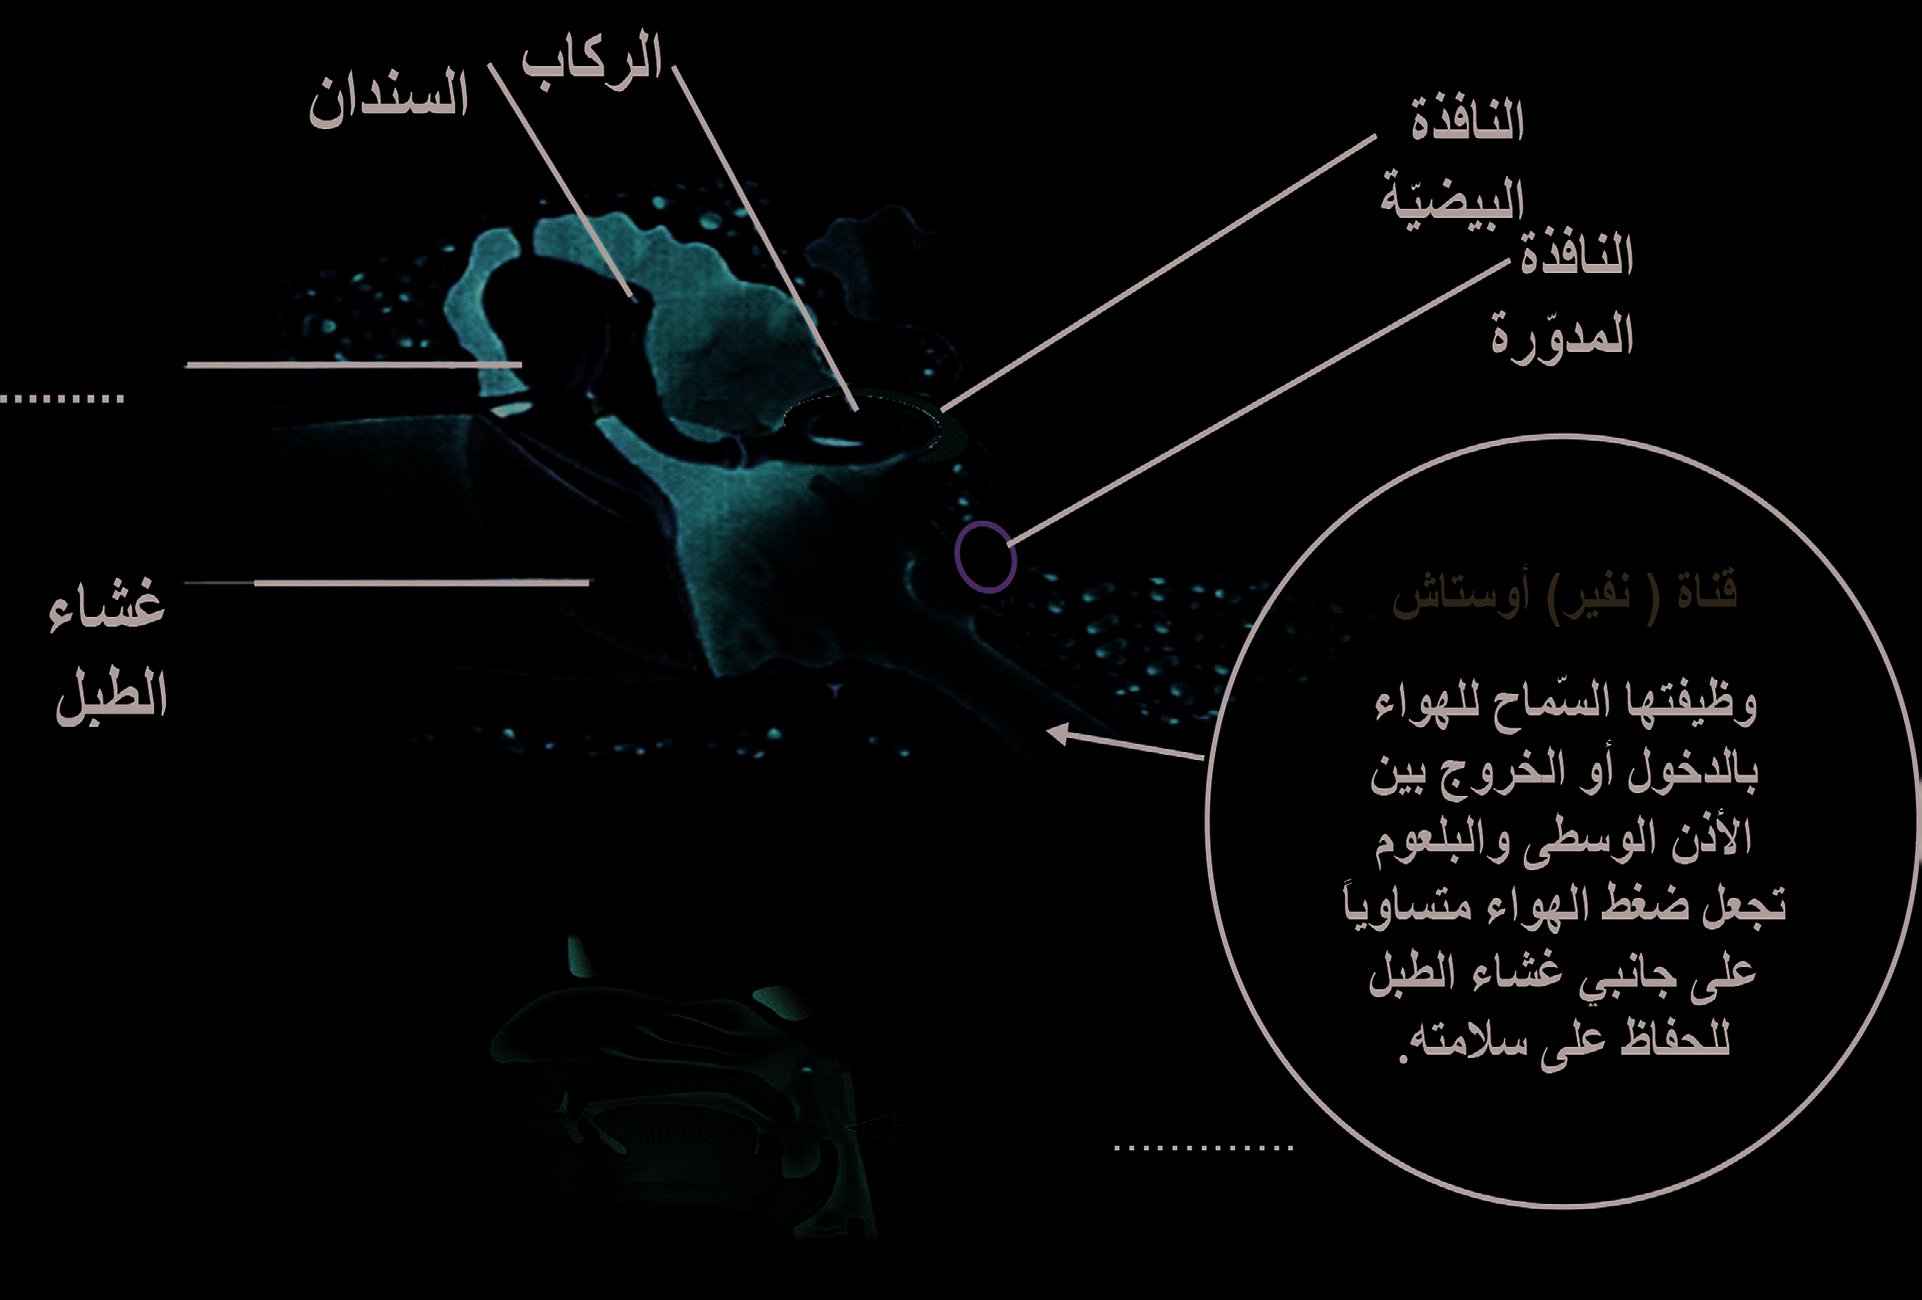 الركاب
السندان
النافذة
البيضيّة
النافذة
المدوّرة
.........
غشاء
الطبل
قناة ( نفير) أوستاش
وظيفتها السّماح للهواء
بالدخول أو الخروج بين
الأذن الوسطى والبلعوم
تجعل ضغط الهواء متساوياً
على جانبي غشاء الطبل
للحفاظ على سلامته.
.............